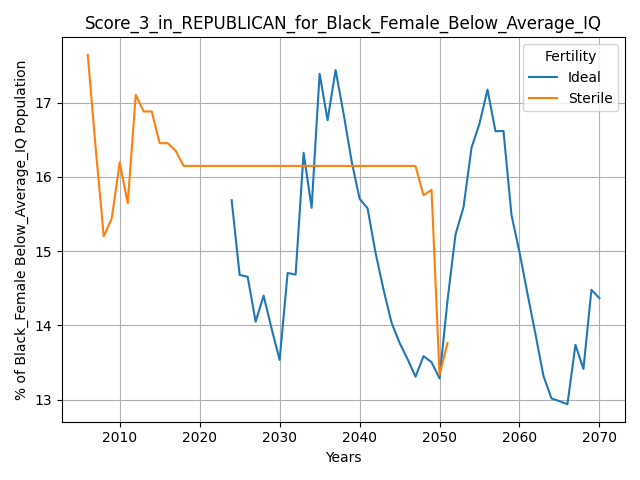 Score_3_in_REPUBLICAN_for_Black_Female_Below_Average_IQ
% of Black_Female Below_Average_IQ Population
17
16
15
14
13
Fertility
Ideal
Sterile
2010 2020 2030 2040 2050 2060 2070
Years